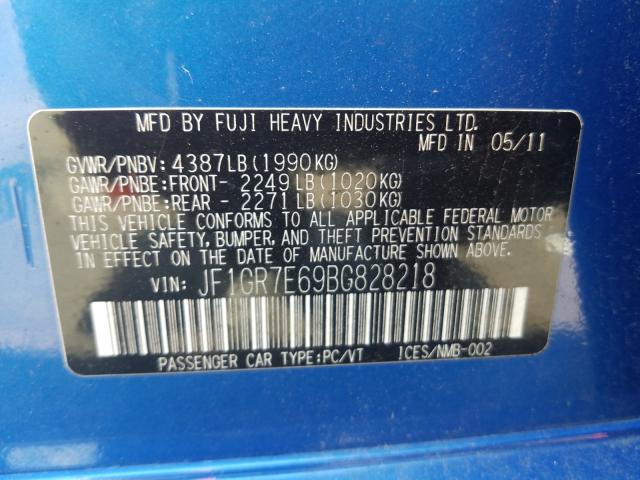 MFD BY FUJI HEAVY INDUSTRIES LTD.
MFD IN 05/11
GVWR/PNBV: 4387LB(1990KG)
GAWR/PNBE:FRONT- 2249LB(1020KG)
GAWR/PNBE:REAR - 2271LB(1030KG)
THIS VEHICLE CONFORMS TO ALL APPLICABLE FEDERAL MOTOR
VEHICLE SAFETY, BUMPER, AND THEFT PREVENTION STANDARDS
IN EFFECT ON THE DATE OF MANUFACTURE SHOWN ABOVE.
VIN: JF1GR7E69BG828218
PASSENGER CAR TYPE:PC/VT ICES/NMB-002